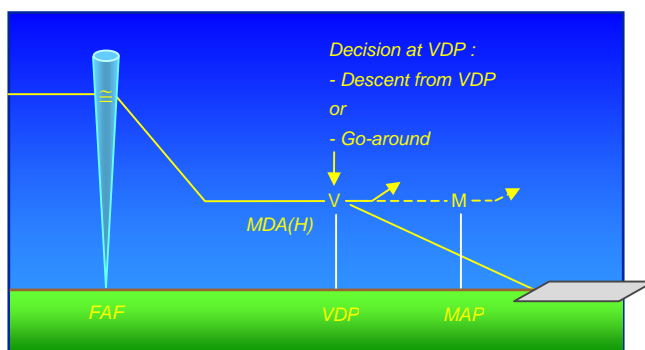 Decision at VDP :
- Descent from VDP
or
- Go-around
≅
V
M
MDA(H)
FAF
VDP
MAP